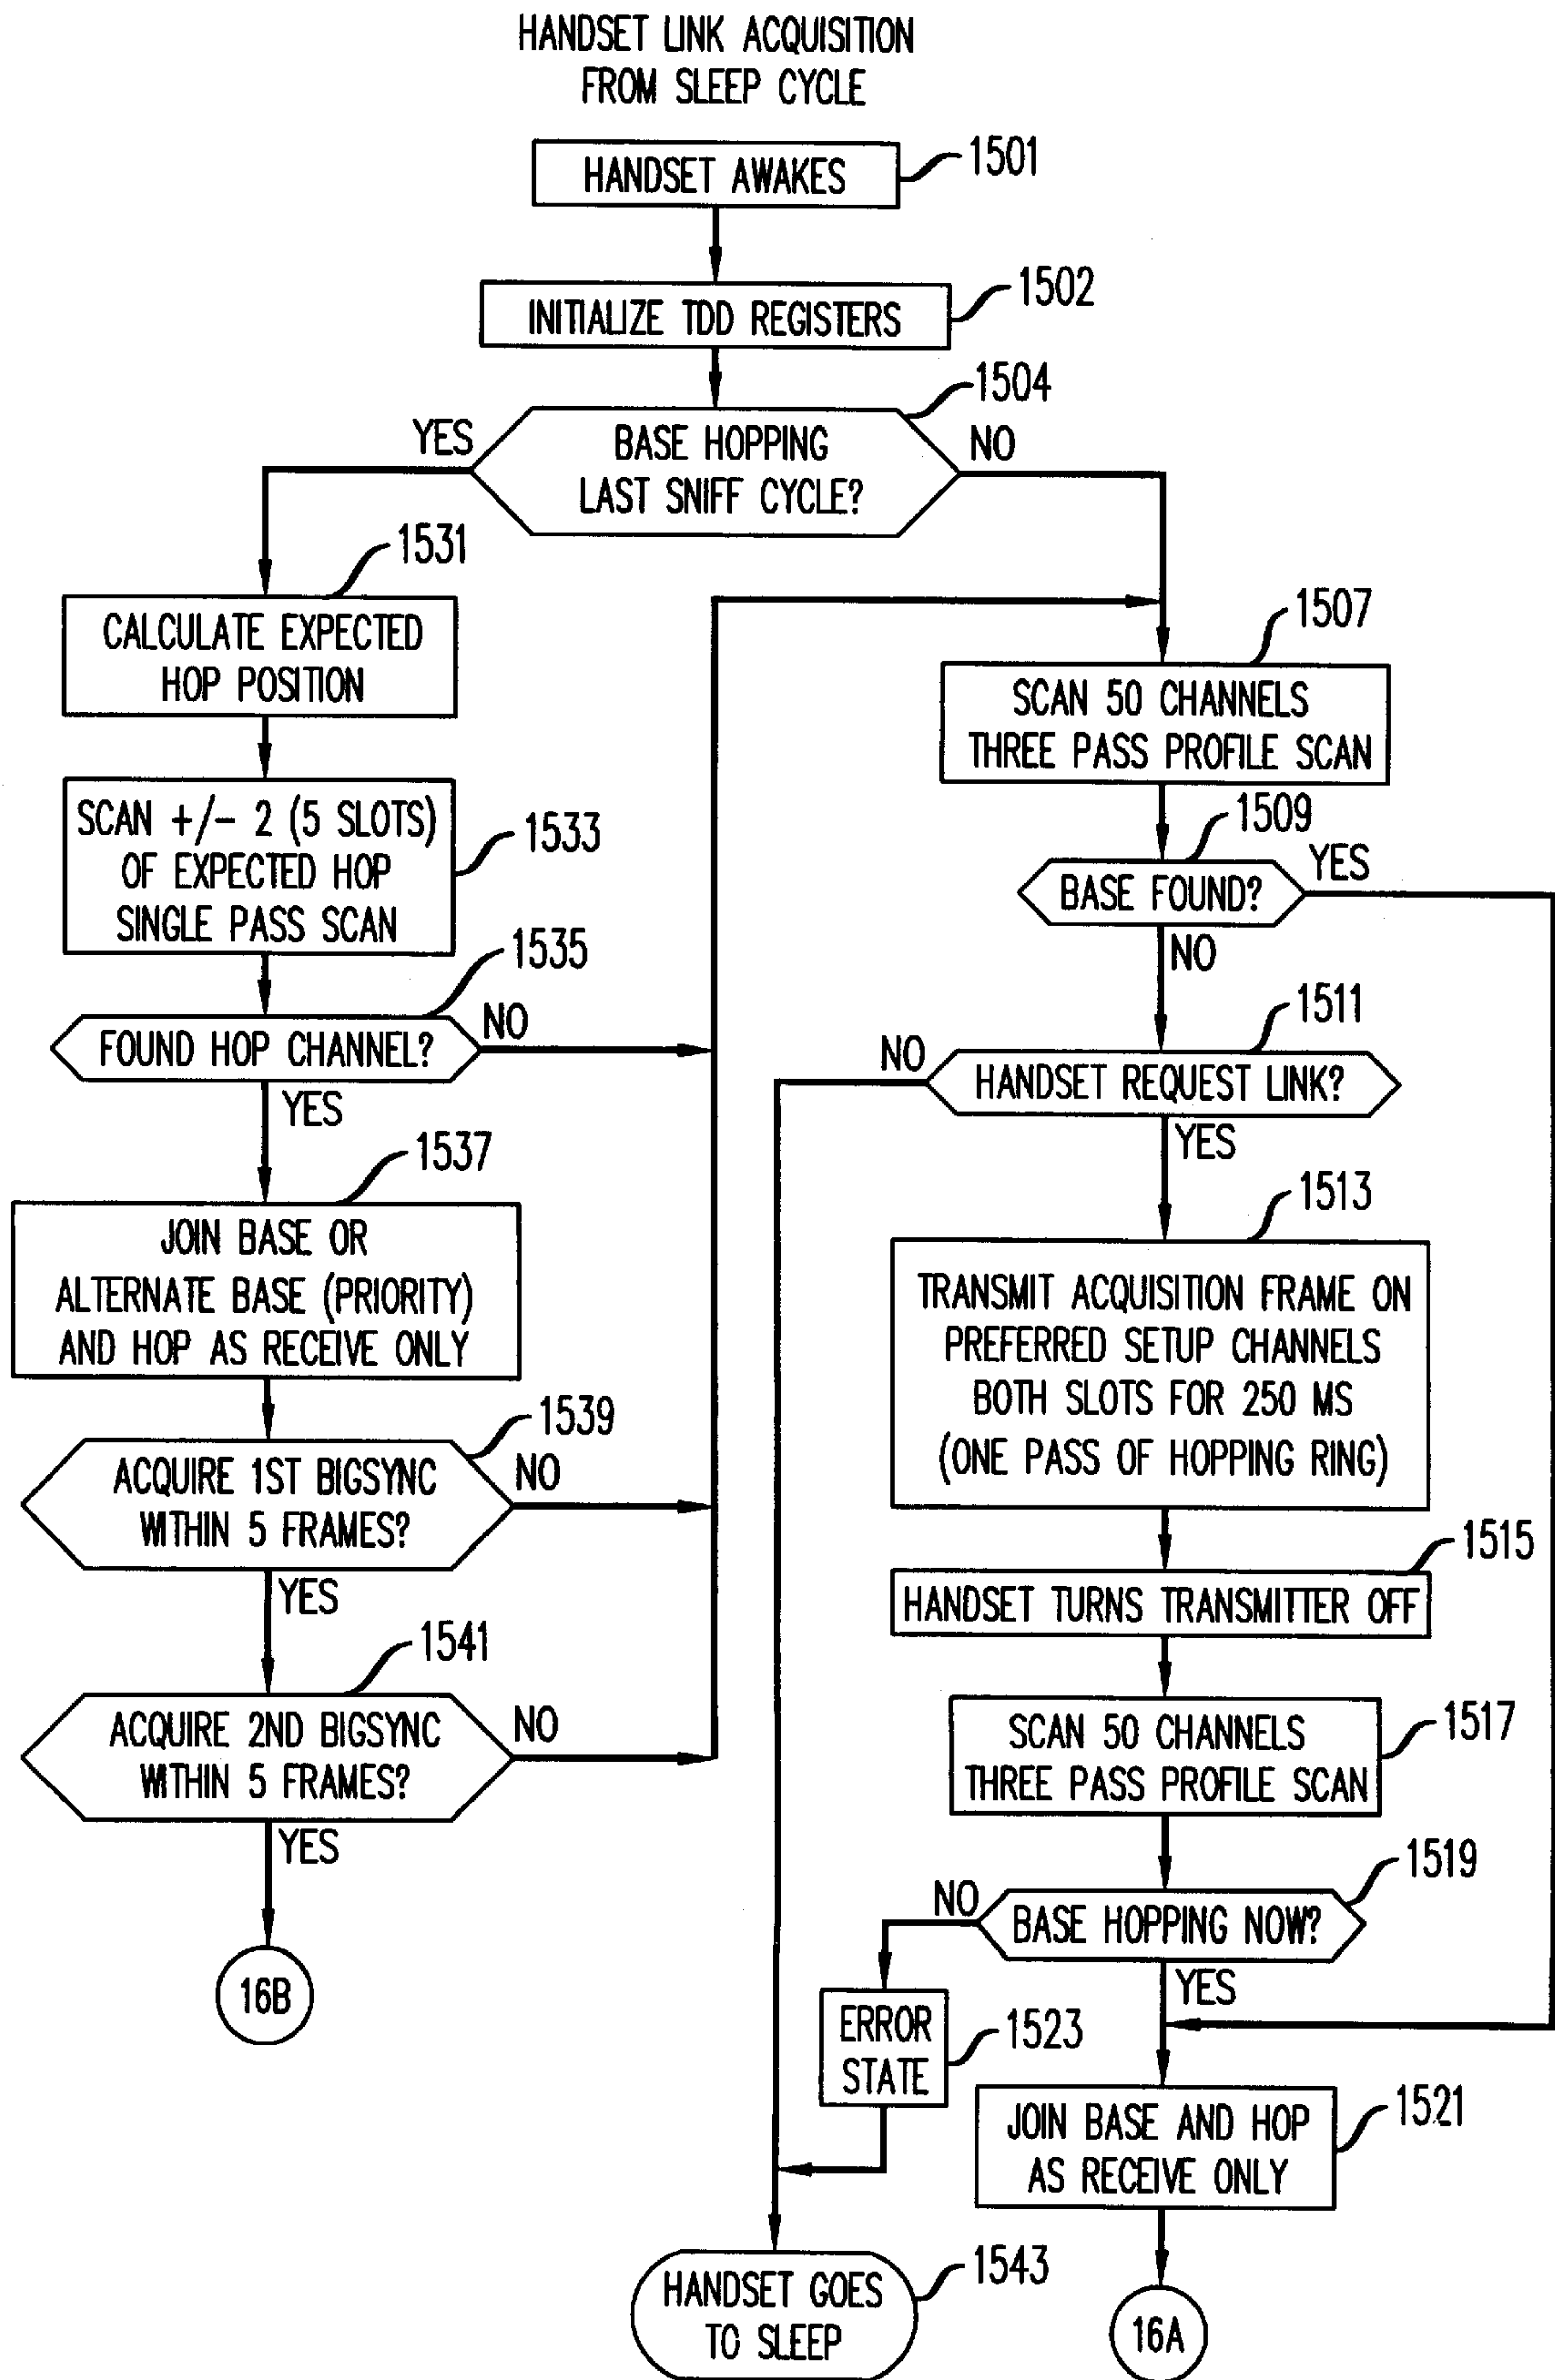 HANDSET LINK ACQUISITION
FROM SLEEP CYCLE
HANDSET AWAKES
1501
INITIALIZE TDD REGISTERS
1502
1504
YES
BASE HOPPING
LAST SNIFF CYCLE?
NO
1531
CALCULATE EXPECTED
HOP POSITION
1507
SCAN 50 CHANNELS
THREE PASS PROFILE SCAN
SCAN +/- 2 (5 SLOTS)
OF EXPECTED HOP
SINGLE PASS SCAN
1533
1509
BASE FOUND?
YES
NO
1535
FOUND HOP CHANNEL?
NO
YES
1511
NO
HANDSET REQUEST LINK?
YES
1537
JOIN BASE OR
ALTERNATE BASE (PRIORITY)
AND HOP AS RECEIVE ONLY
1513
TRANSMIT ACQUISITION FRAME ON
PREFERRED SETUP CHANNELS
BOTH SLOTS FOR 250 MS
(ONE PASS OF HOPPING RING)
1539
ACQUIRE 1ST BIGSYNC
WITHIN 5 FRAMES?
NO
YES
1515
HANDSET TURNS TRANSMITTER OFF
1541
ACQUIRE 2ND BIGSYNC
WITHIN 5 FRAMES?
NO
YES
1517
SCAN 50 CHANNELS
THREE PASS PROFILE SCAN
1519
NO
BASE HOPPING NOW?
YES
16B
ERROR
STATE
1523
JOIN BASE AND HOP
AS RECEIVE ONLY
1521
HANDSET GOES
TO SLEEP
1543
16A